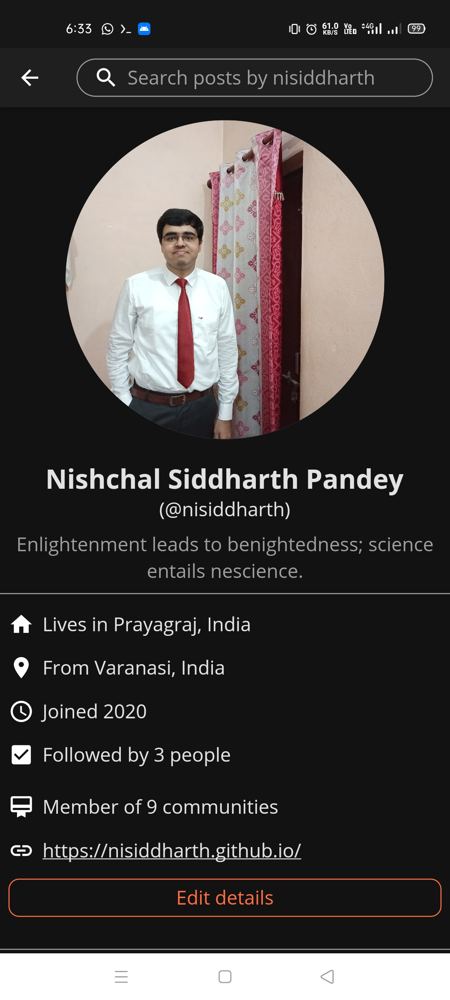 6:33
61.0
KB/S
Vo
LTE D
4G
99
Search posts by nisiddharth
Nishchal Siddharth Pandey
(@nisiddharth)
Enlightenment leads to benightedness; science
entails nescience.
Lives in Prayagraj, India
From Varanasi, India
Joined 2020
Followed by 3 people
Member of 9 communities
https://nisiddharth.github.io/
Edit details